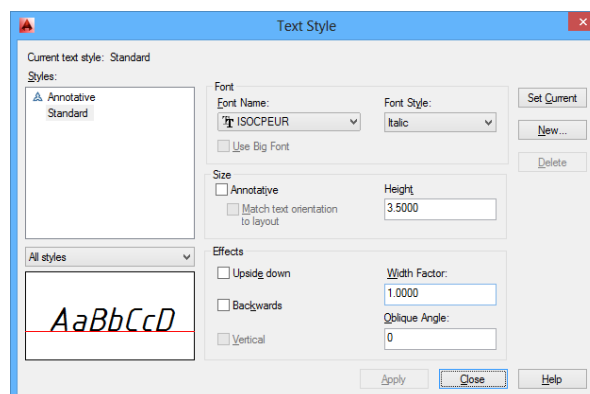 Text Style
Current text style: Standard
Styles:
Annotative
Standard
All styles
AaBbCcD
Font
Font Name:
ISOCPEUR
Font Style:
Italic
Use Big Font
Size
Annotative
Match text orientation
to layout
Height
3.5000
Effects
Upside down
Backwards
Vertical
Width Factor:
1.0000
Oblique Angle:
0
Set Current
New...
Delete
Apply
Close
Help